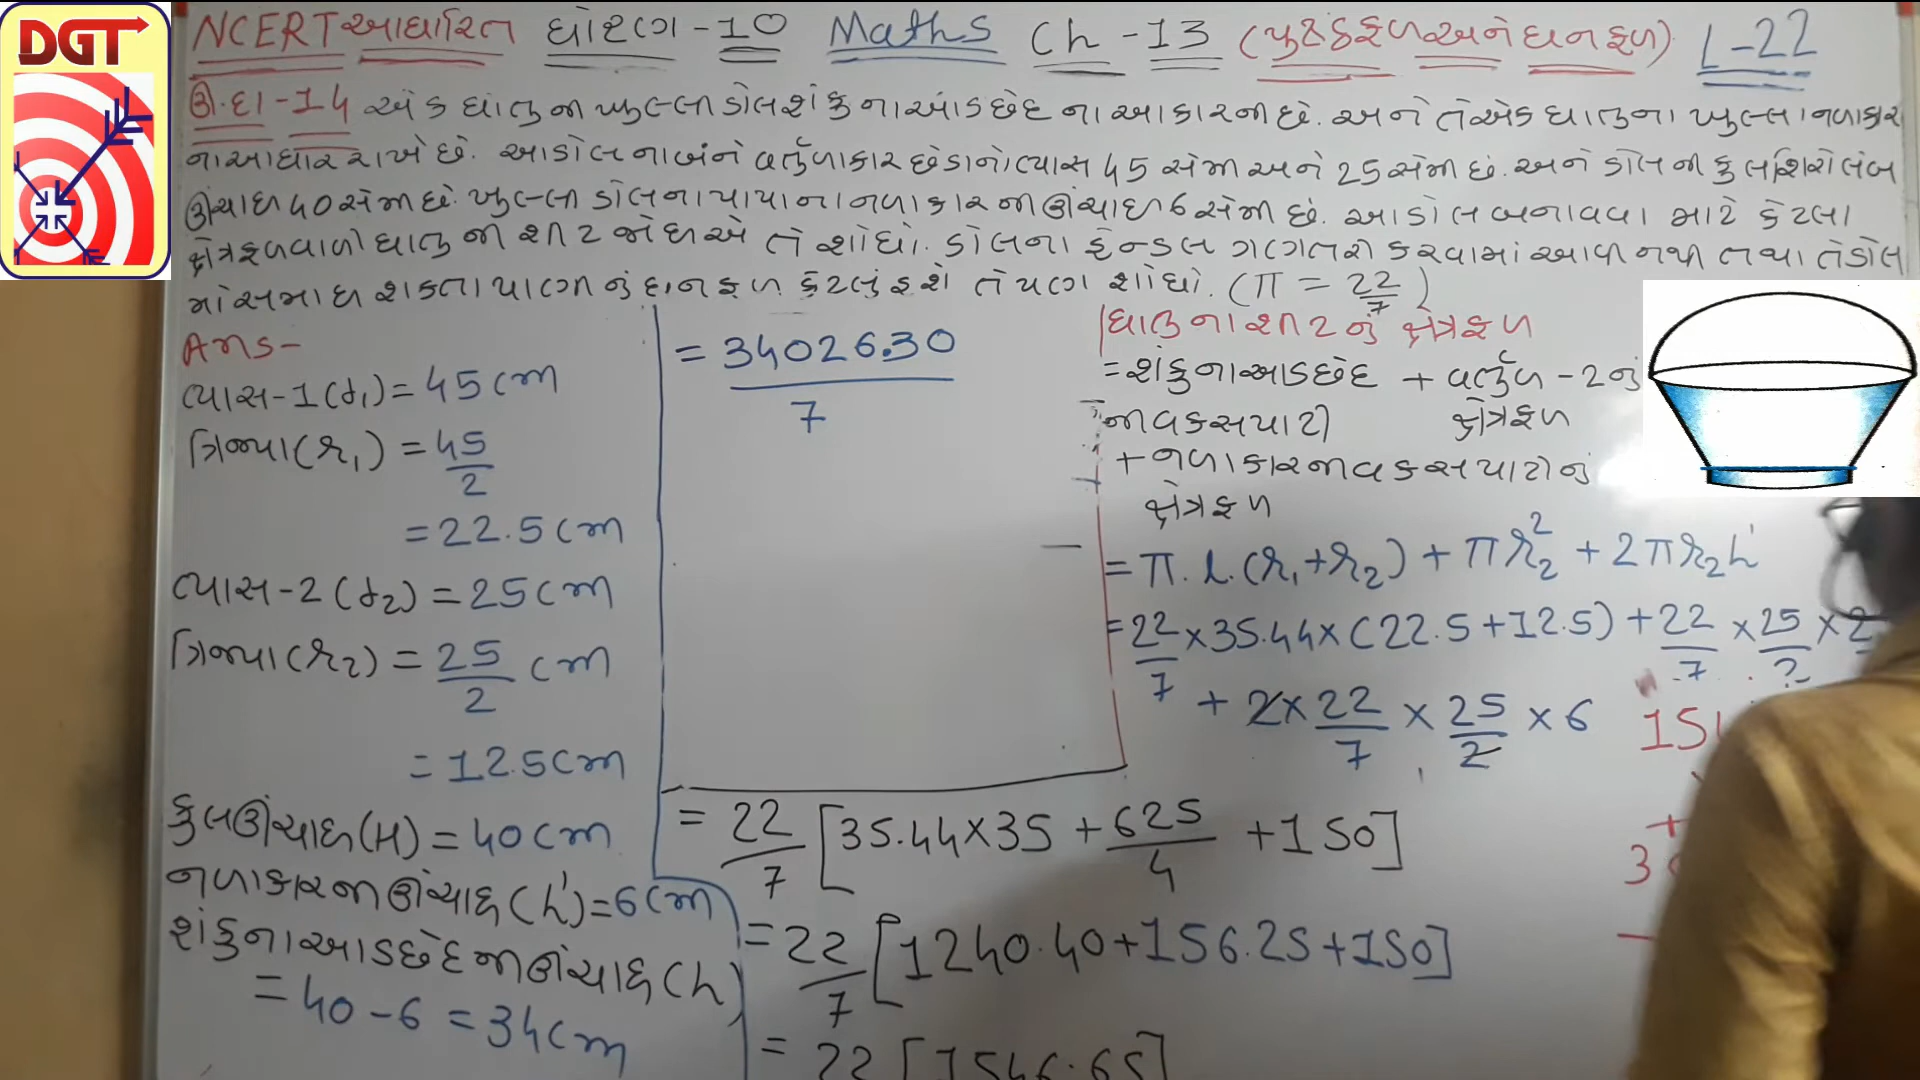 DGT
NCERT આધારિત ધોરણ -10 Maths Ch -13 (પૃષ્ઠફળ અને ઘનફળ) L-22
ઉ.દા-14 એક ધાતુની ખુલ્લી ડોલ શંકુના આડછેદ ના આકારની છે. અને તે એક ધાતુના ખુલ્લા નળાકાર
ના આધારે રાખે છે. આ ડોલ ના બંને વર્તુળાકાર છેડાનો વ્યાસ 45 સેમી અને 25 સેમી છે. અને ડોલ ની કુલ શિરોલંબ
ઊંચાઈ 40 સેમી છે. ખુલ્લી ડોલના પાયાના નળાકારની ઊંચાઈ 6 સેમી છે. આ ડોલ બનાવવા માટે કેટલા
ક્ષેત્રફળવાળી ધાતુ ની શીટ જોઈએ તે શોધો. ડોલના હેન્ડલ ગણતરી કરવામાં આવી નથી તથા તે ડોલ
માં સમાઈ શકતા પાણી નું ઘનફળ કેટલું હશે તે પણ શોધો. (π = 22/7)
Ans-
વ્યાસ-1(d₁) = 45 cm
ત્રિજ્યા(r₁) = 45/2
= 22.5 cm
વ્યાસ-2(d₂) = 25 cm
ત્રિજ્યા(r₂) = 25/2 cm
= 12.5 cm
કુલ ઊંચાઈ(H) = 40 cm
નળાકારની ઊંચાઈ (h') = 6 cm
શંકુના આડછેદની ઊંચાઈ (h)
= 40 - 6 = 34 cm
= 34026.30/7
ધાતુના શીટ નું ક્ષેત્રફળ
= શંકુના આડછેદ + વર્તુળ -2નું
ની વક્રસપાટી ક્ષેત્રફળ
+ નળાકારની વક્રસપાટીનું
ક્ષેત્રફળ
= π.l.(r₁+r₂) + πr₂² + 2πr₂h'
= 22/7 × 35.44 × (22.5 + 12.5) + 22/7 × 25/2 ×
+ 2 × 22/7 × 25/2 × 6
= 22/7 [35.44 × 35 + 625/4 + 150]
= 22/7 [1240.40 + 156.25 + 150]
= 22 [1546.65]